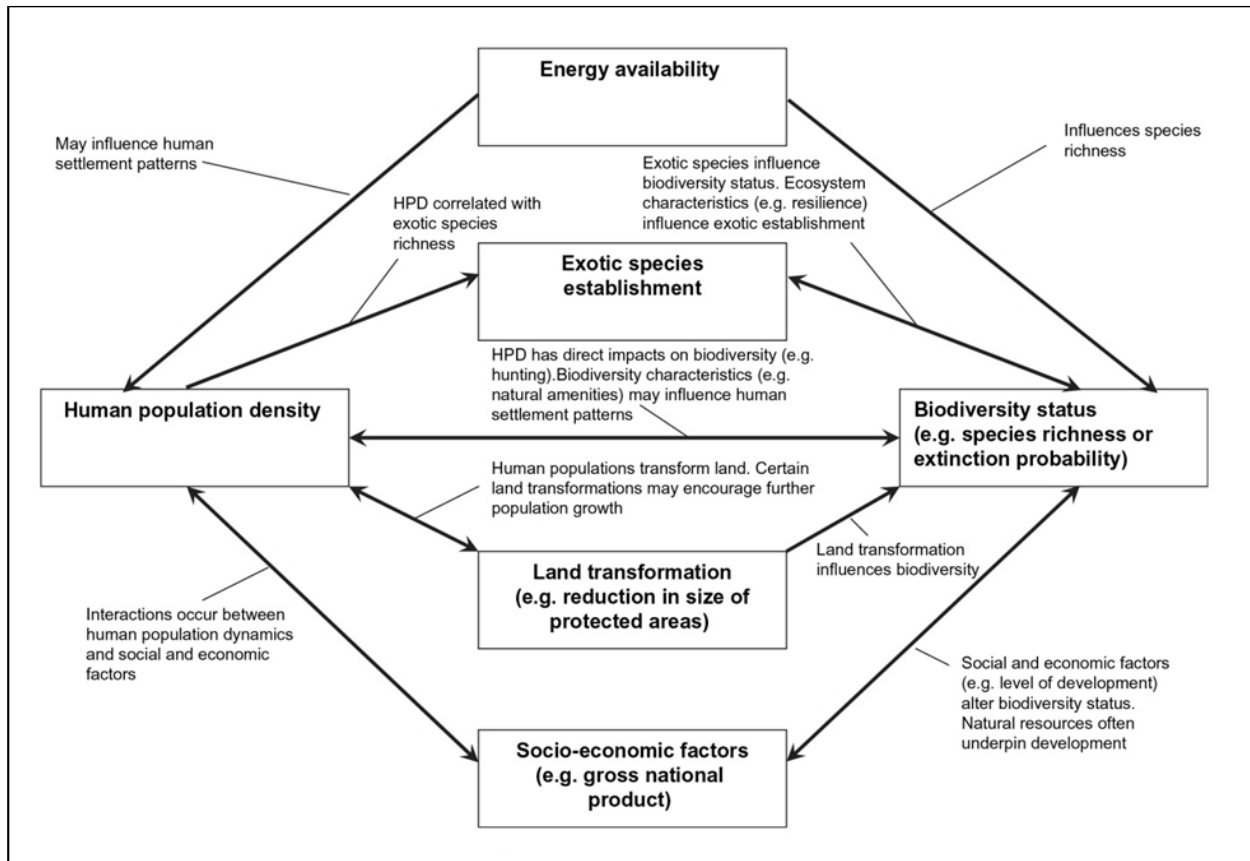 Energy availability
May influence human
settlement patterns
Influences species
richness
Exotic species influence
biodiversity status. Ecosystem
characteristics (e.g. resilience)
influence exotic establishment
HPD correlated with
exotic species
richness
Exotic species
establishment
HPD has direct impacts on biodiversity (e.g.
hunting).Biodiversity characteristics (e.g.
natural amenities) may influence human
settlement patterns
Human population density
Biodiversity status
(e.g. species richness or
extinction probability)
Human populations transform land. Certain
land transformations may encourage further
population growth
Land transformation
influences biodiversity
Land transformation
(e.g. reduction in size of
protected areas)
Interactions occur between
human population dynamics
and social and economic
factors
Social and economic factors
(e.g. level of development)
alter biodiversity status.
Natural resources often
underpin development
Socio-economic factors
(e.g. gross national
product)